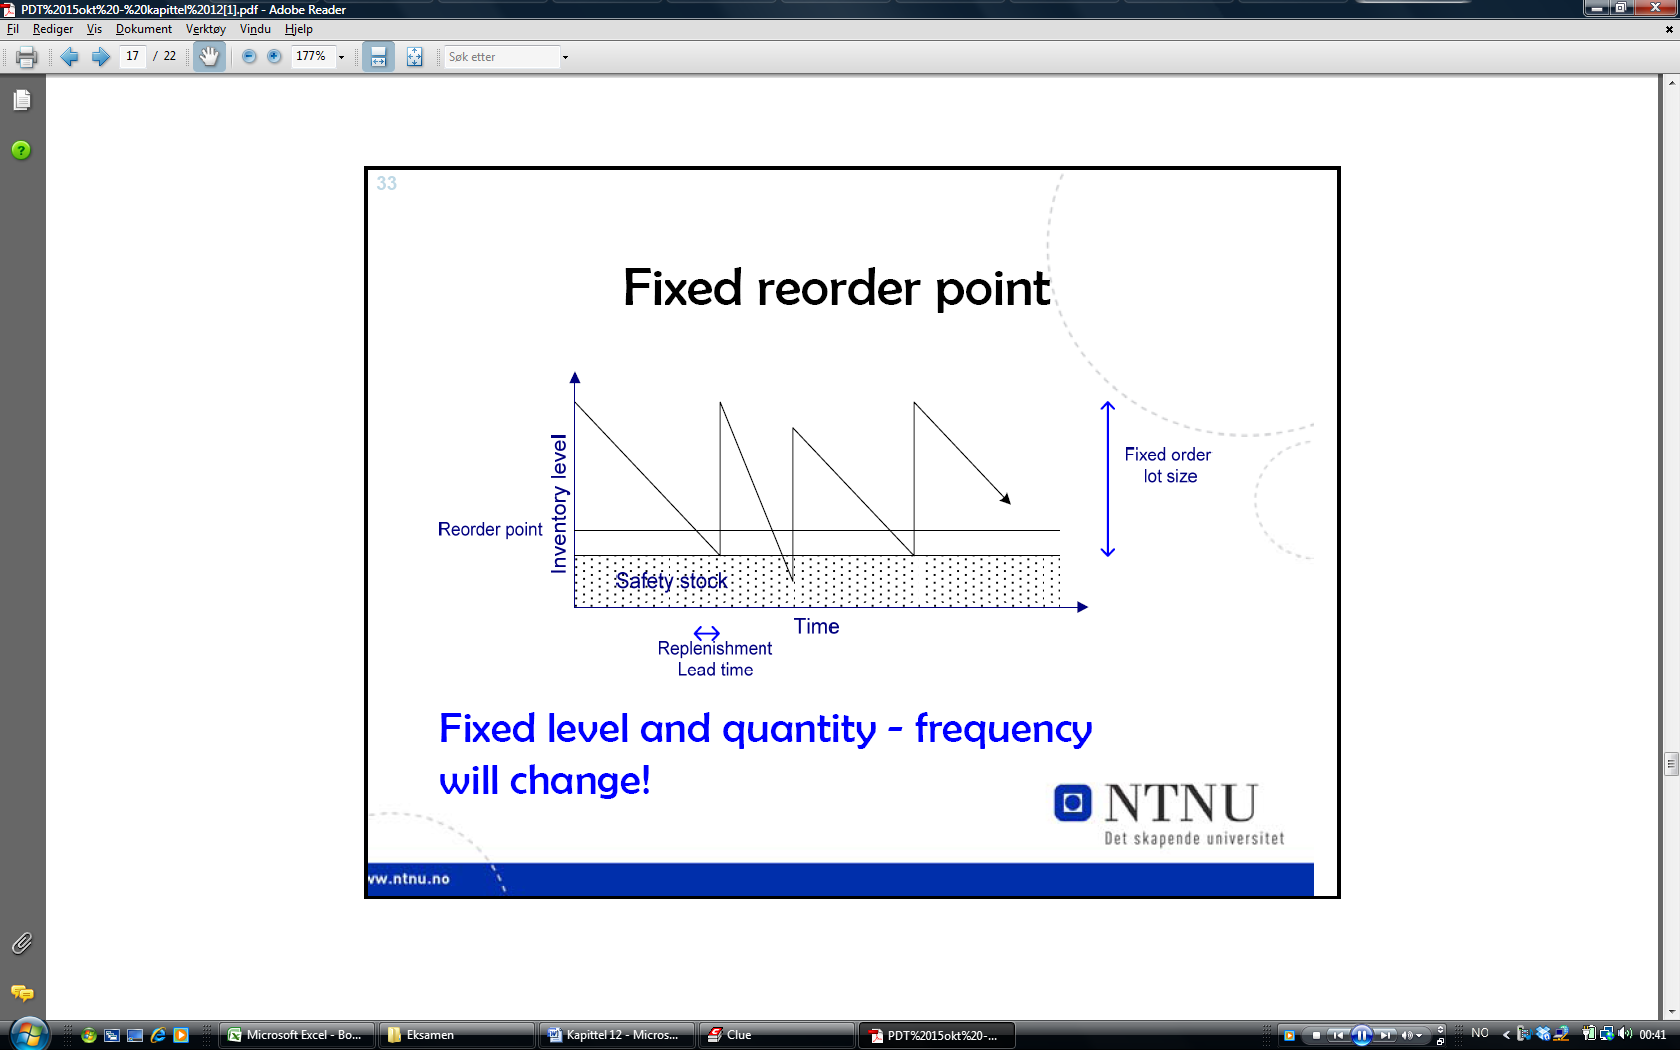 PDT%2015okt%20-%20kapittel%2012[1].pdf - Adobe Reader
Fil Rediger Vis Dokument Verktøy Vindu Hjelp
17 / 22 177% Søk etter
33
Fixed reorder point
Inventory level
Reorder point
Safety stock
Time
Replenishment
Lead time
Fixed order
lot size
Fixed level and quantity - frequency
will change!
NTNU
Det skapende universitet
ww.ntnu.no
Microsoft Excel - Bo... Eksamen Kapittel 12 - Micros... Clue PDT%2015okt%20-... NO 00:41